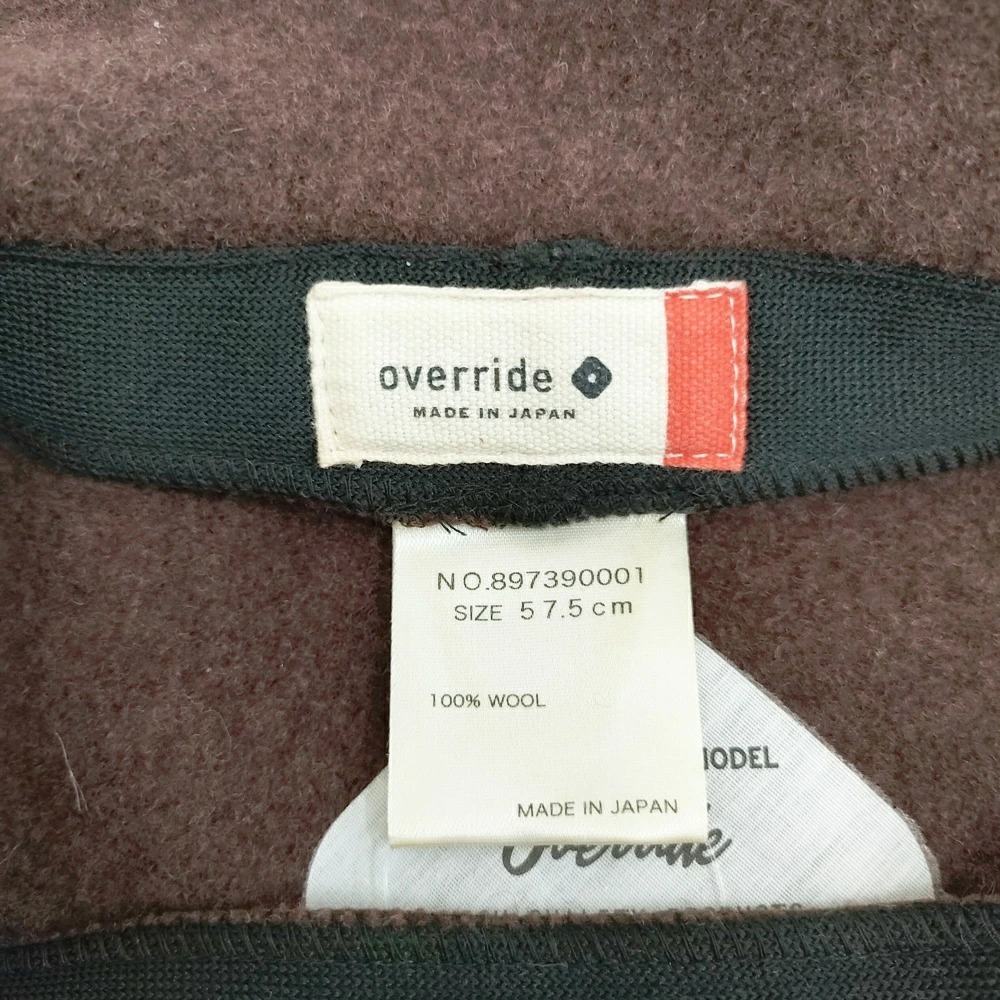 override
MADE IN JAPAN
NO.897390001
SIZE 57.5cm
100% WOOL
MADE IN JAPAN
MODEL
Override